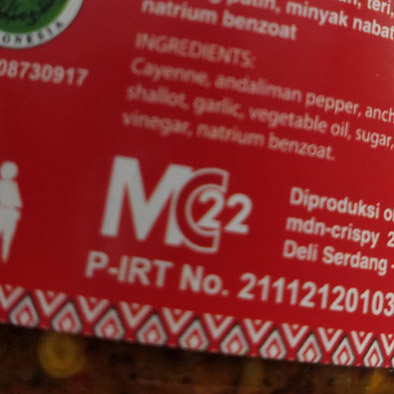 putih, minyak nabat
natrium benzoat
ONESIA
08730917
INGREDIENTS:
Cayenne, andaliman pepper, anch
shallot, garlic, vegetable oil, sugar,
vinegar, natrium benzoat.
MC22
Diproduksi o
mdn-crispy 2
Deli Serdang -
P-IRT No. 21112120103